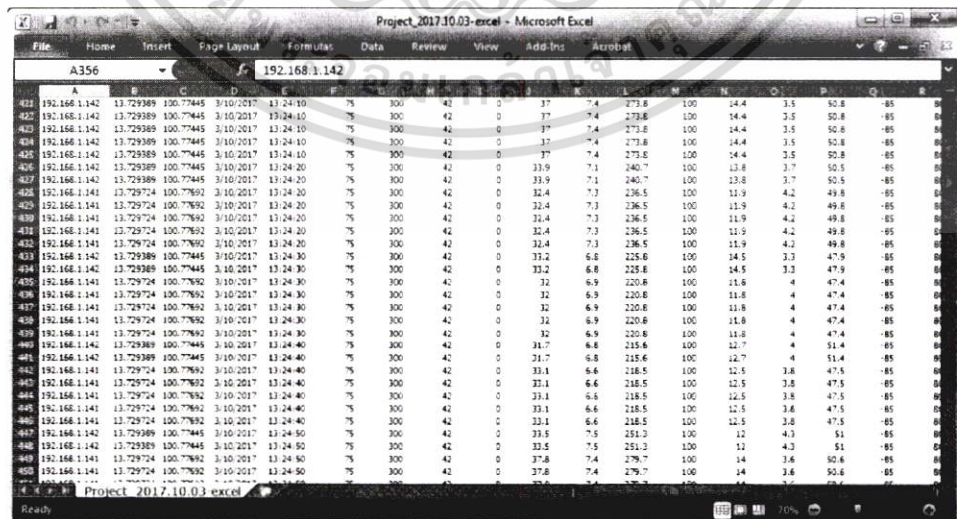 Project_2017.10.03-excel - Microsoft Excel
File Home Insert Page Layout Formulas Data Review View Add-Ins Acrobat
A356 192.168.1.142
421 192.168.1.142 13.729389 100.77445 3/10/2017 13:24:10 75 300 42 0 37 7.4 273.8 100 14.4 3.5 50.8 -85
422 192.168.1.142 13.729389 100.77445 3/10/2017 13:24:10 75 300 42 0 37 7.4 273.8 100 14.4 3.5 50.8 -85
423 192.168.1.142 13.729389 100.77445 3/10/2017 13:24:10 75 300 42 0 37 7.4 273.8 100 14.4 3.5 50.8 -85
424 192.168.1.142 13.729389 100.77445 3/10/2017 13:24:10 75 300 42 0 37 7.4 273.8 100 14.4 3.5 50.8 -85
425 192.168.1.142 13.729389 100.77445 3/10/2017 13:24:10 75 300 42 0 37 7.4 273.8 100 14.4 3.5 50.8 -85
426 192.168.1.142 13.729389 100.77445 3/10/2017 13:24:20 75 300 42 0 33.9 7.1 240.7 100 13.8 3.7 50.5 -85
427 192.168.1.142 13.729389 100.77445 3/10/2017 13:24:20 75 300 42 0 33.9 7.1 240.7 100 13.8 3.7 50.5 -85
428 192.168.1.141 13.729724 100.77692 3/10/2017 13:24:20 75 300 42 0 32.4 7.3 236.5 100 11.9 4.2 49.8 -85
429 192.168.1.141 13.729724 100.77692 3/10/2017 13:24:20 75 300 42 0 32.4 7.3 236.5 100 11.9 4.2 49.8 -85
430 192.168.1.141 13.729724 100.77692 3/10/2017 13:24:20 75 300 42 0 32.4 7.3 236.5 100 11.9 4.2 49.8 -85
431 192.168.1.141 13.729724 100.77692 3/10/2017 13:24:20 75 300 42 0 32.4 7.3 236.5 100 11.9 4.2 49.8 -85
432 192.168.1.141 13.729724 100.77692 3/10/2017 13:24:20 75 300 42 0 32.4 7.3 236.5 100 11.9 4.2 49.8 -85
433 192.168.1.142 13.729389 100.77445 3/10/2017 13:24:30 75 300 42 0 33.2 6.8 225.8 100 14.5 3.3 47.9 -85
434 192.168.1.142 13.729389 100.77445 3/10/2017 13:24:30 75 300 42 0 33.2 6.8 225.8 100 14.5 3.3 47.9 -85
435 192.168.1.141 13.729724 100.77692 3/10/2017 13:24:30 75 300 42 0 32 6.9 220.8 100 11.8 4 47.4 -85
436 192.168.1.141 13.729724 100.77692 3/10/2017 13:24:30 75 300 42 0 32 6.9 220.8 100 11.8 4 47.4 -85
437 192.168.1.141 13.729724 100.77692 3/10/2017 13:24:30 75 300 42 0 32 6.9 220.8 100 11.8 4 47.4 -85
438 192.168.1.141 13.729724 100.77692 3/10/2017 13:24:30 75 300 42 0 32 6.9 220.8 100 11.8 4 47.4 -85
439 192.168.1.141 13.729724 100.77692 3/10/2017 13:24:30 75 300 42 0 32 6.9 220.8 100 11.8 4 47.4 -85
440 192.168.1.142 13.729389 100.77445 3/10/2017 13:24:40 75 300 42 0 31.7 6.8 215.6 100 12.7 4 51.4 -85
441 192.168.1.142 13.729389 100.77445 3/10/2017 13:24:40 75 300 42 0 31.7 6.8 215.6 100 12.7 4 51.4 -85
442 192.168.1.141 13.729724 100.77692 3/10/2017 13:24:40 75 300 42 0 33.1 6.6 218.5 100 12.5 3.8 47.5 -85
443 192.168.1.141 13.729724 100.77692 3/10/2017 13:24:40 75 300 42 0 33.1 6.6 218.5 100 12.5 3.8 47.5 -85
444 192.168.1.141 13.729724 100.77692 3/10/2017 13:24:40 75 300 42 0 33.1 6.6 218.5 100 12.5 3.8 47.5 -85
445 192.168.1.141 13.729724 100.77692 3/10/2017 13:24:40 75 300 42 0 33.1 6.6 218.5 100 12.5 3.8 47.5 -85
446 192.168.1.141 13.729724 100.77692 3/10/2017 13:24:40 75 300 42 0 33.1 6.6 218.5 100 12.5 3.8 47.5 -85
447 192.168.1.142 13.729389 100.77445 3/10/2017 13:24:50 75 300 42 0 33.5 7.5 251.3 100 12 4.3 51 -85
448 192.168.1.142 13.729389 100.77445 3/10/2017 13:24:50 75 300 42 0 33.5 7.5 251.3 100 12 4.3 51 -85
449 192.168.1.141 13.729724 100.77692 3/10/2017 13:24:50 75 300 42 0 37.8 7.4 279.7 100 14 3.6 50.6 -85
450 192.168.1.141 13.729724 100.77692 3/10/2017 13:24:50 75 300 42 0 37.8 7.4 279.7 100 14 3.6 50.6 -85
Project_2017.10.03-excel
Ready 70%